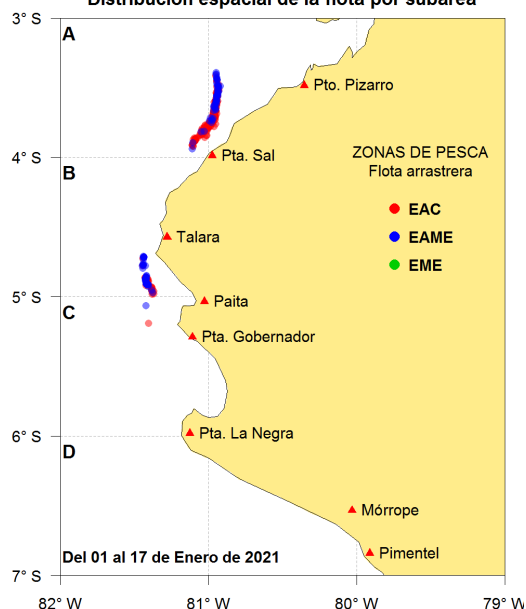 Distribución espacial de la flota por subárea
3° S
A
Pto. Pizarro
4° S
Pta. Sal
ZONAS DE PESCA
B
Flota arrastrera
EAC
Talara
EAME
EME
5° S
Paita
C
Pta. Gobernador
6° S
Pta. La Negra
D
Mórrope
Del 01 al 17 de Enero de 2021
Pimentel
7° S
82° W
81° W
80° W
79° W